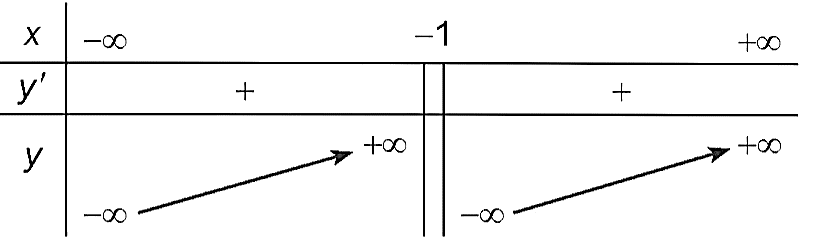 x −∞ −1 +∞
y′ + +
y −∞ +∞ −∞ +∞